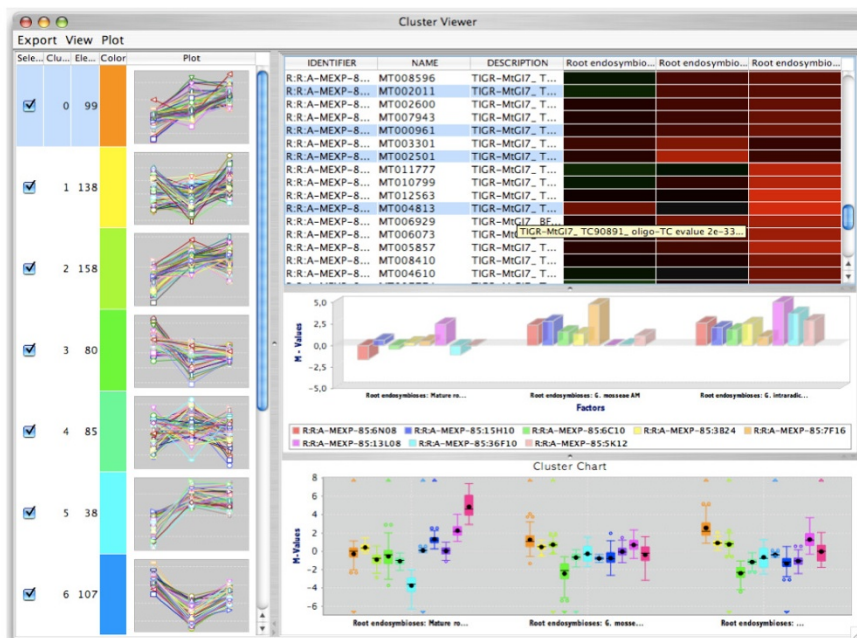 Cluster Viewer
Export View Plot
Sele... Clu... Ele... Color Plot
0 99
1 138
2 158
3 80
4 85
5 38
6 107
IDENTIFIER NAME DESCRIPTION Root endosymbio... Root endosymbio... Root endosymbio...
R:R:A-MEXP-8... MT008596 TIGR-MtGI7_ T...
R:R:A-MEXP-8... MT002011 TIGR-MtGI7_ T...
R:R:A-MEXP-8... MT002600 TIGR-MtGI7_ T...
R:R:A-MEXP-8... MT007943 TIGR-MtGI7_ T...
R:R:A-MEXP-8... MT000961 TIGR-MtGI7_ T...
R:R:A-MEXP-8... MT003301 TIGR-MtGI7_ T...
R:R:A-MEXP-8... MT002501 TIGR-MtGI7_ T...
R:R:A-MEXP-8... MT011777 TIGR-MtGI7_ T...
R:R:A-MEXP-8... MT010799 TIGR-MtGI7_ T...
R:R:A-MEXP-8... MT012563 TIGR-MtGI7_ T...
R:R:A-MEXP-8... MT004813 TIGR-MtGI7_ T...
R:R:A-MEXP-8... MT006929 TIGR-MtGI7_ BF...
R:R:A-MEXP-8... MT006073
TIGR-MtGI7_ TC90891_ oligo-TC evalue 2e-33...
R:R:A-MEXP-8... MT005857 TIGR-MtGI7_ T...
R:R:A-MEXP-8... MT008410 TIGR-MtGI7_ T...
R:R:A-MEXP-8... MT004610 TIGR-MtGI7_ T...
M - Values
5,0
2,5
0,0
-2,5
-5,0
Root endosymbioses: Mature ro... Root endosymbioses: G. mosseae AM Root endosymbioses: G. intraradic...
Factors
R:R:A-MEXP-85:6N08 R:R:A-MEXP-85:15H10 R:R:A-MEXP-85:6C10 R:R:A-MEXP-85:3B24 R:R:A-MEXP-85:7F16
R:R:A-MEXP-85:13L08 R:R:A-MEXP-85:36F10 R:R:A-MEXP-85:5K12
Cluster Chart
M-Values
8
6
4
2
0
-2
-4
-6
Root endosymbioses: Mature ro... Root endosymbioses: G. mosse... Root endosymbioses: ...